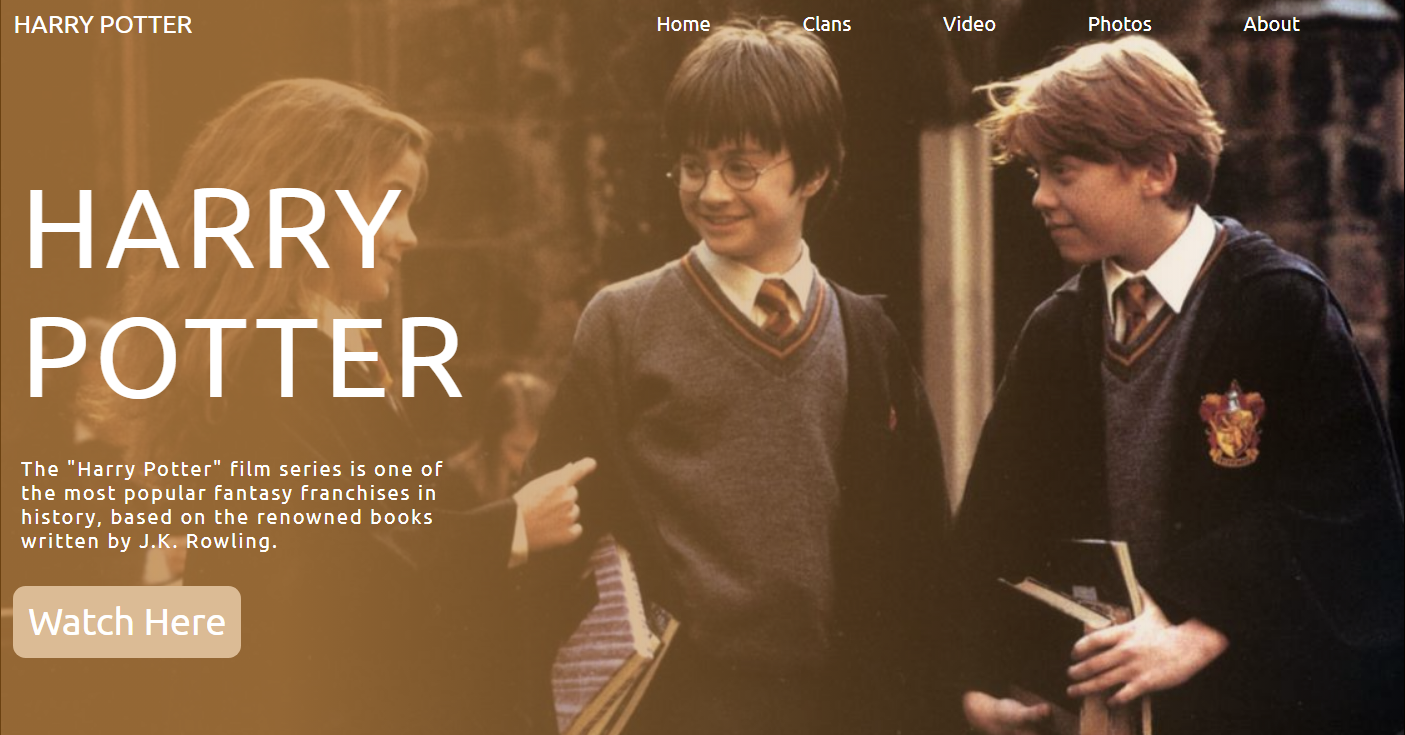 HARRY POTTER
Home Clans Video Photos About
HARRY
POTTER
The "Harry Potter" film series is one of
the most popular fantasy franchises in
history, based on the renowned books
written by J.K. Rowling.
Watch Here